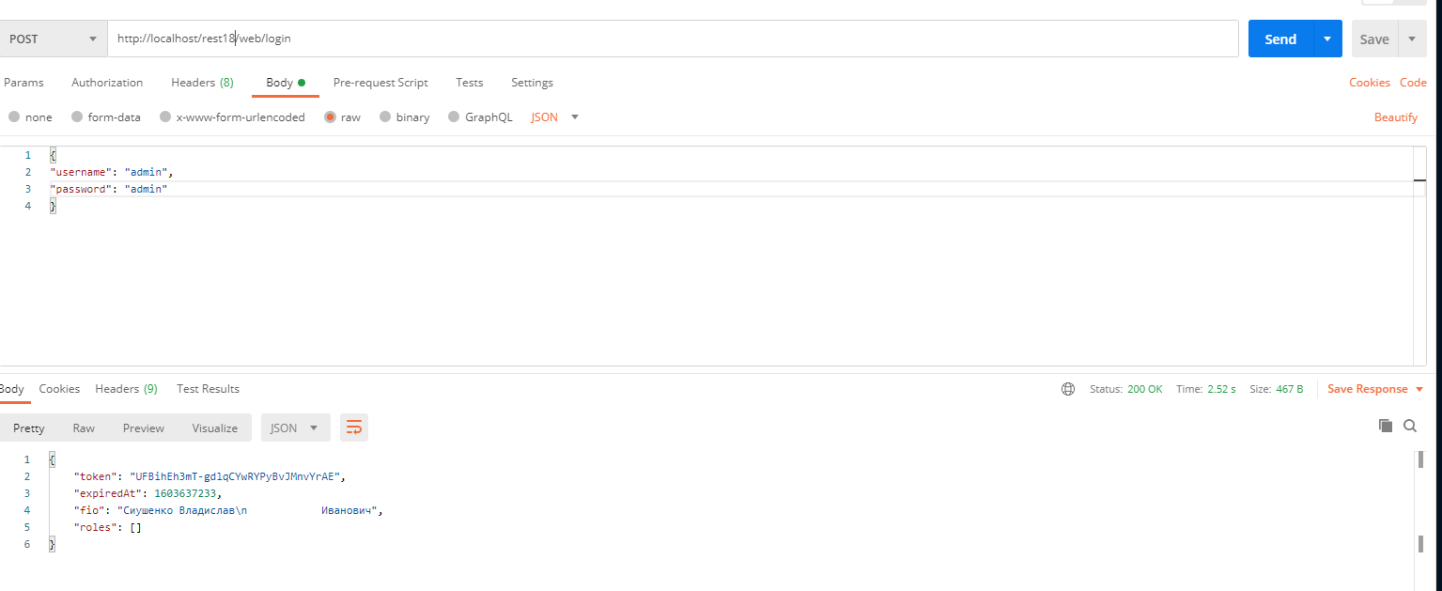 POST http://localhost/rest18/web/login Send Save
Params Authorization Headers (8) Body Pre-request Script Tests Settings Cookies Code
none form-data x-www-form-urlencoded raw binary GraphQL JSON Beautify
1 {
2 "username": "admin",
3 "password": "admin"
4 }
Body Cookies Headers (9) Test Results Status: 200 OK Time: 2.52 s Size: 467 B Save Response
Pretty Raw Preview Visualize JSON
1 {
2 "token": "UFBihEh3mT-gdlqCYwRYPyBvJMnvYrAE",
3 "expiredAt": 1603637233,
4 "fio": "Сиушенко Владислав\n Иванович",
5 "roles": []
6 }